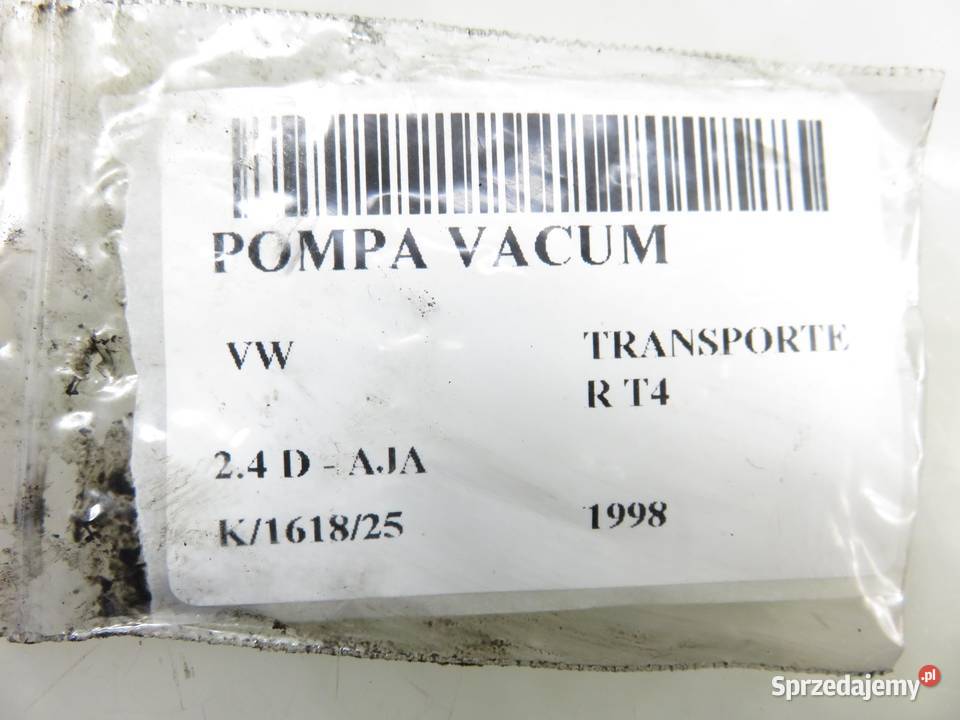 POMPA VACUM
VW TRANSPORTE
R T4
2.4 D - AJA
K/1618/25 1998
Sprzedajemy.pl